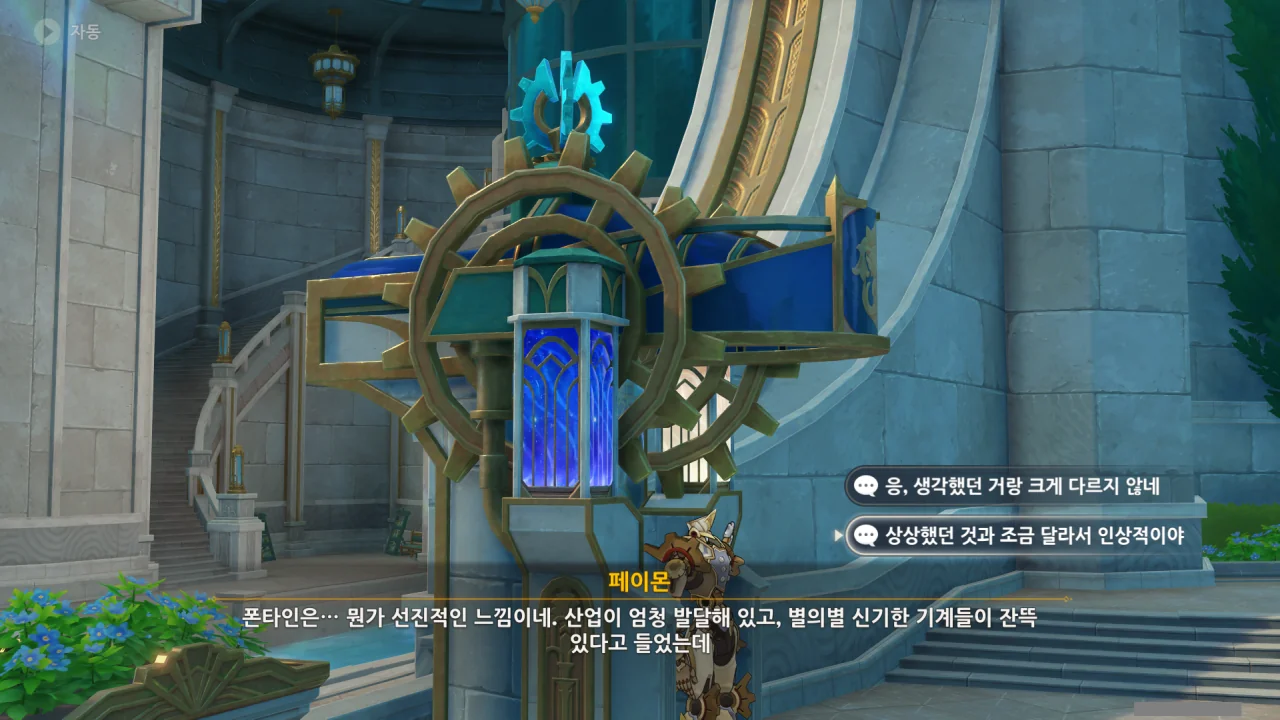 자동
응, 생각했던 거랑 크게 다르지 않네
상상했던 것과 조금 달라서 인상적이야
페이몬
폰타인은… 뭔가 선진적인 느낌이네. 산업이 엄청 발달해 있고, 별의별 신기한 기계들이 잔뜩
있다고 들었는데